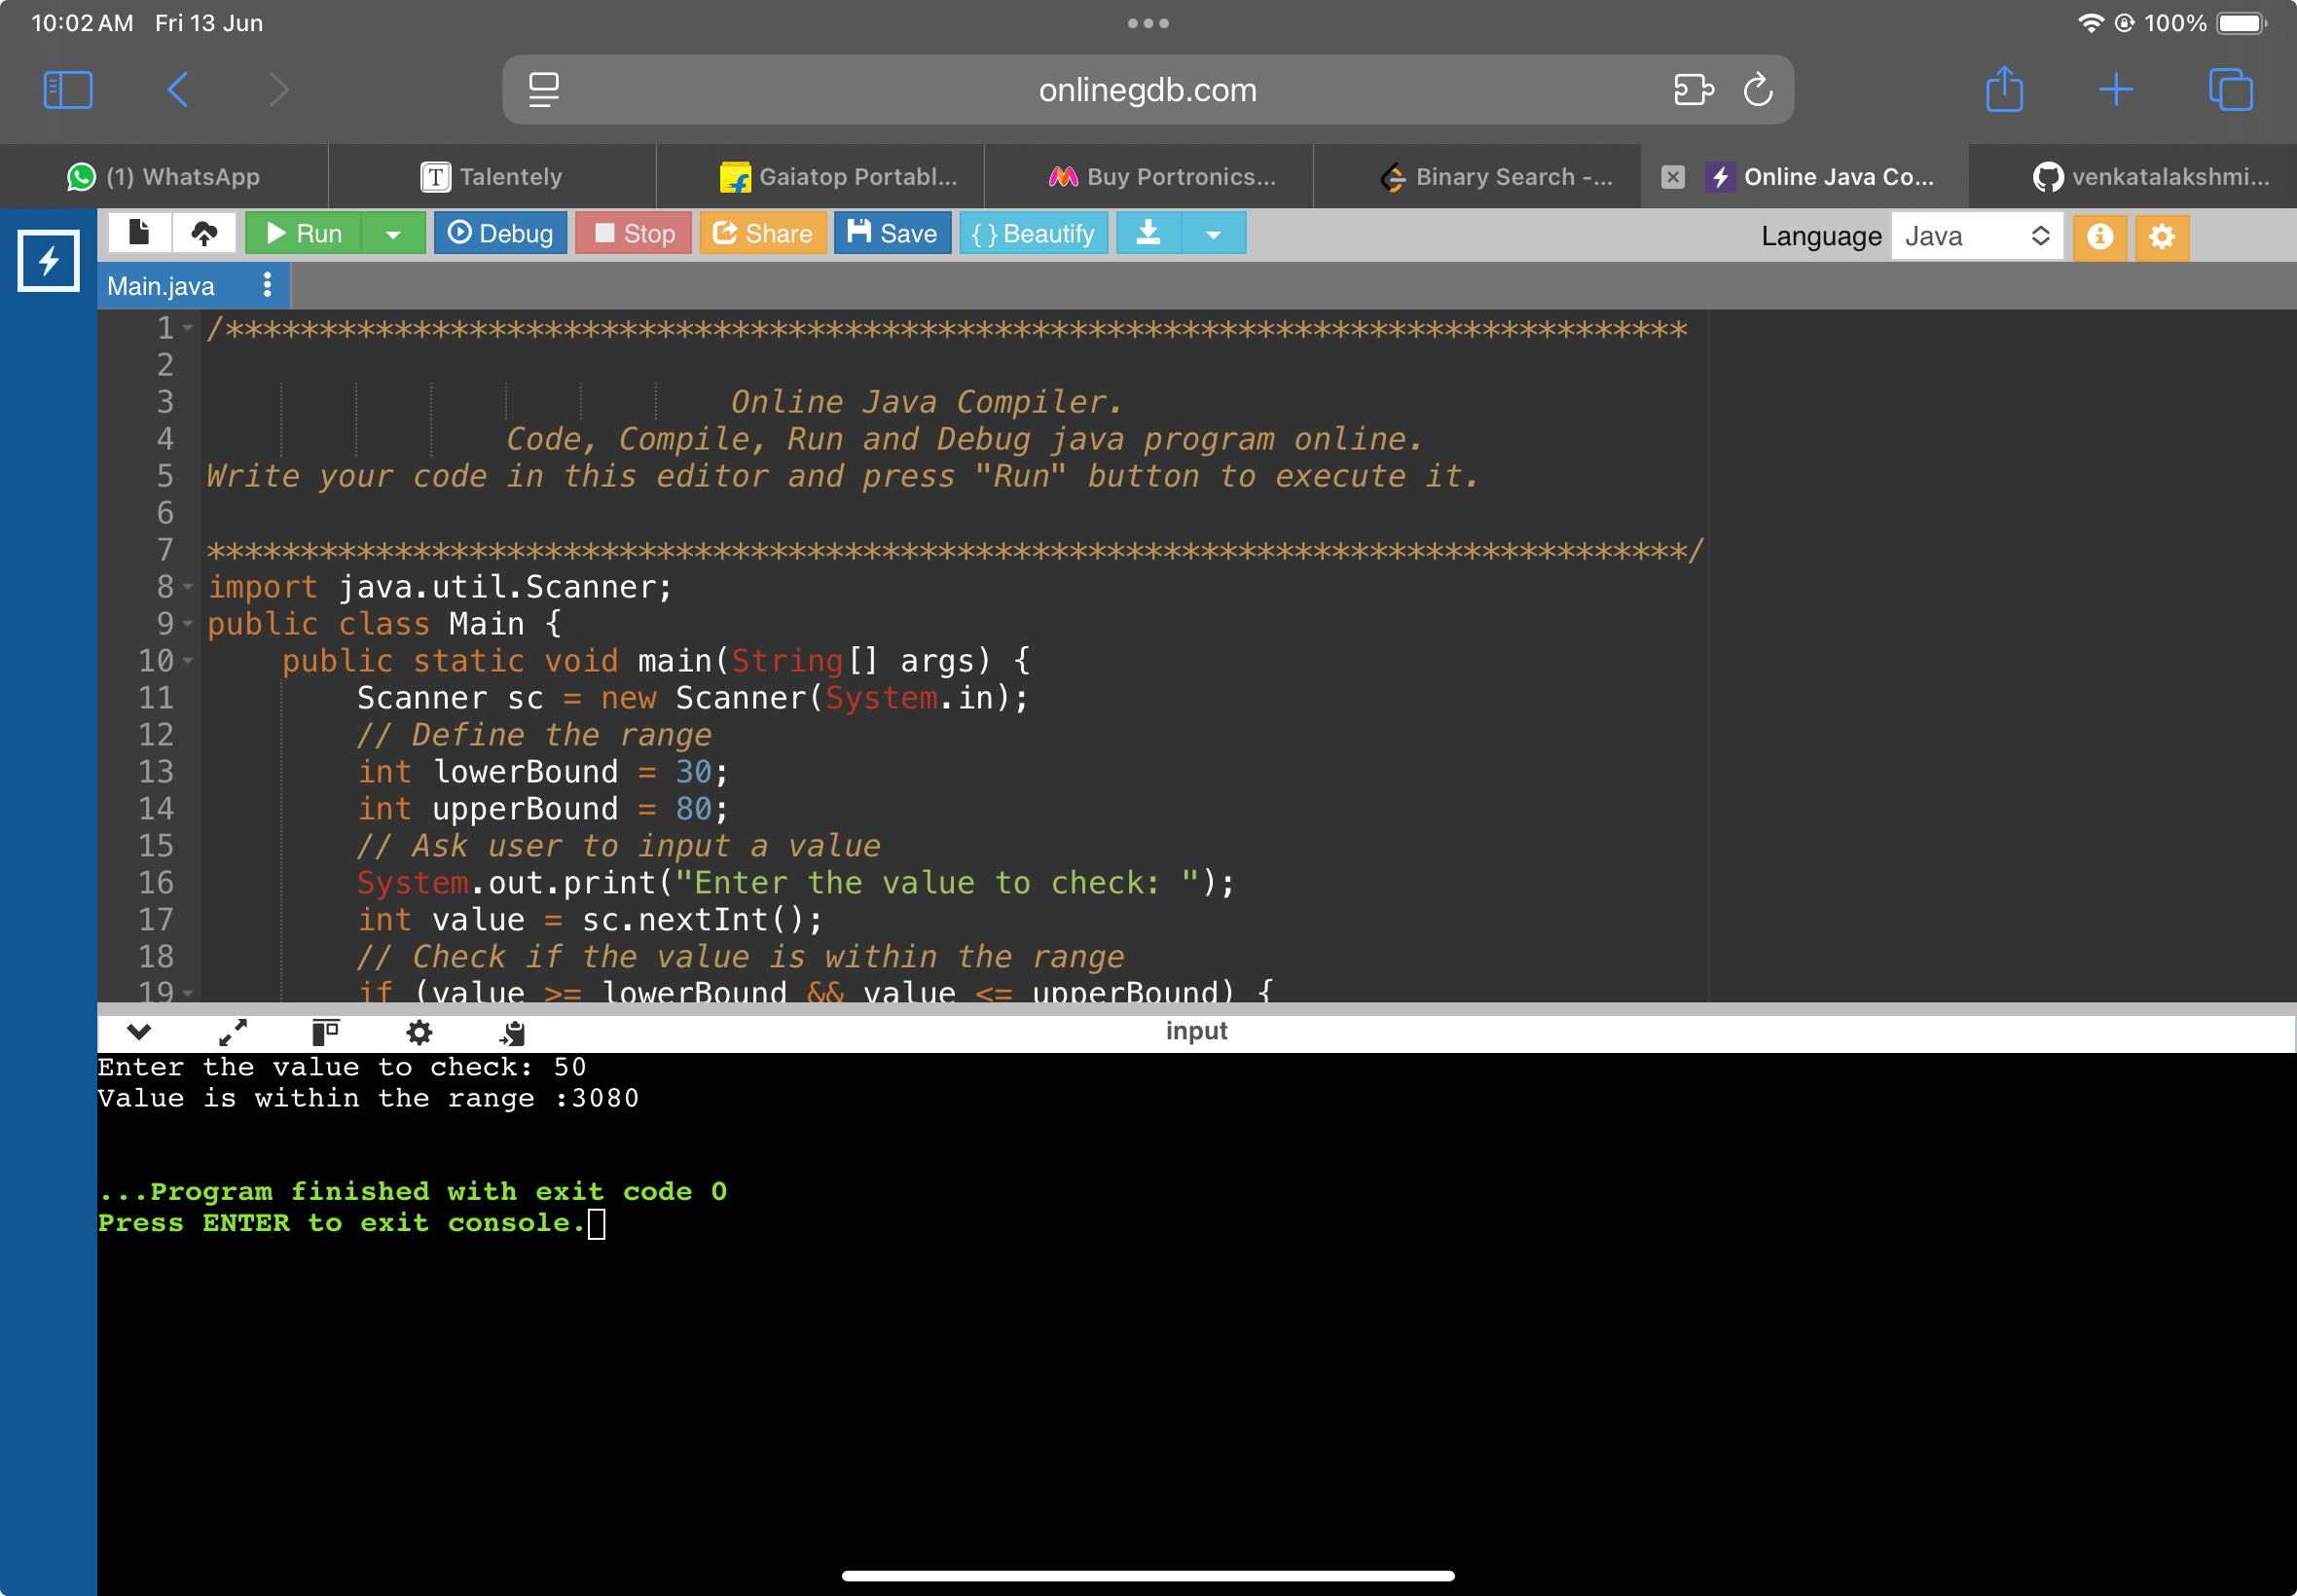 10:02 AM Fri 13 Jun
100%
onlinegdb.com
(1) WhatsApp
Talentely
Gaiatop Portabl...
Buy Portronics...
Binary Search -...
Online Java Co...
venkatalakshmi...
Run
Debug
Stop
Share
Save
{ } Beautify
Language Java
Main.java
1 /*******************************************************************************
2
3 Online Java Compiler.
4 Code, Compile, Run and Debug java program online.
5 Write your code in this editor and press "Run" button to execute it.
6
7 *******************************************************************************/
8 import java.util.Scanner;
9 public class Main {
10 public static void main(String[] args) {
11 Scanner sc = new Scanner(System.in);
12 // Define the range
13 int lowerBound = 30;
14 int upperBound = 80;
15 // Ask user to input a value
16 System.out.print("Enter the value to check: ");
17 int value = sc.nextInt();
18 // Check if the value is within the range
19 if (value >= lowerBound && value <= upperBound) {
input
Enter the value to check: 50
Value is within the range :3080
...Program finished with exit code 0
Press ENTER to exit console.